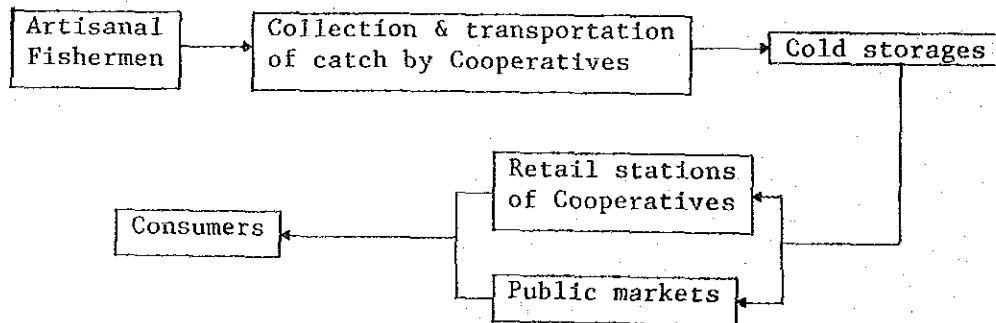 Artisanal
Fishermen
Collection & transportation
of catch by Cooperatives
Cold storages
Retail stations
of Cooperatives
Consumers
Public markets